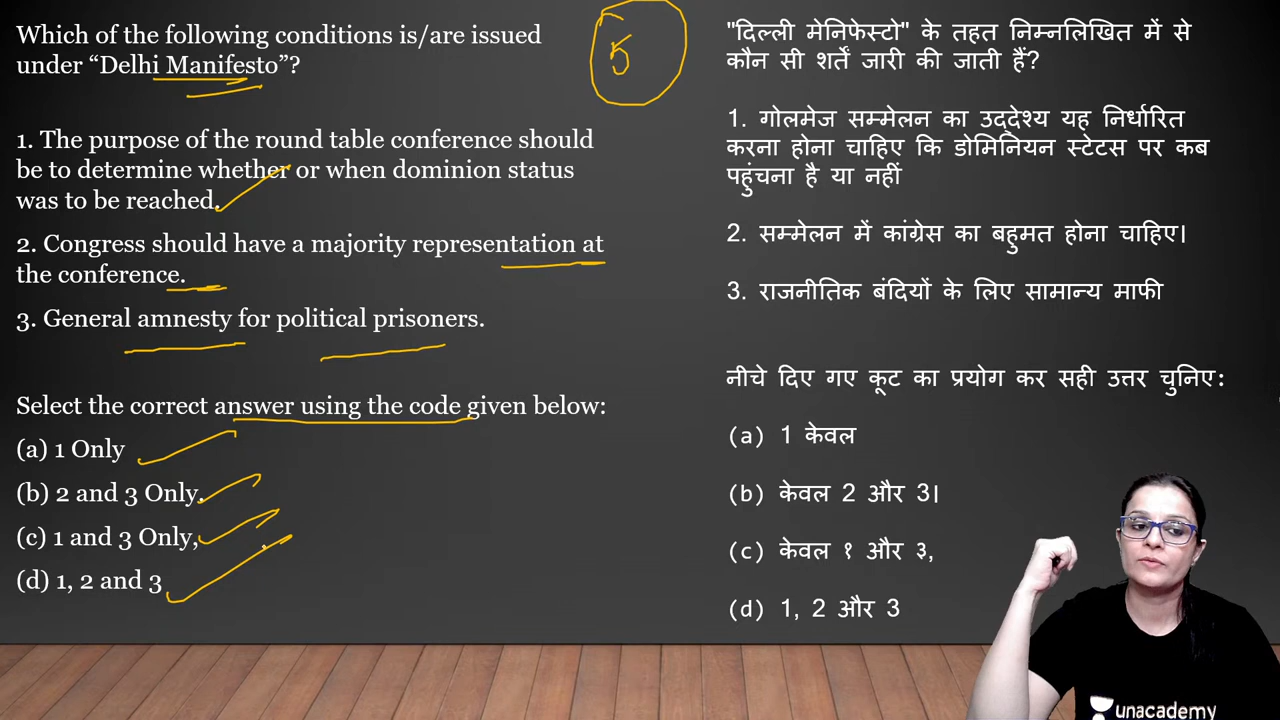 Which of the following conditions is/are issued
under “Delhi Manifesto”?
1. The purpose of the round table conference should
be to determine whether or when dominion status
was to be reached.
2. Congress should have a majority representation at
the conference.
3. General amnesty for political prisoners.
Select the correct answer using the code given below:
(a) 1 Only
(b) 2 and 3 Only.
(c) 1 and 3 Only,
(d) 1, 2 and 3
5
"दिल्ली मेनिफेस्टो" के तहत निम्नलिखित में से
कौन सी शर्तें जारी की जाती हैं?
1. गोलमेज सम्मेलन का उद्देश्य यह निर्धारित
करना होना चाहिए कि डोमिनियन स्टेटस पर कब
पहुंचना है या नहीं
2. सम्मेलन में कांग्रेस का बहुमत होना चाहिए।
3. राजनीतिक बंदियों के लिए सामान्य माफी
नीचे दिए गए कूट का प्रयोग कर सही उत्तर चुनिए:
(a) 1 केवल
(b) केवल 2 और 3।
(c) केवल १ और ३,
(d) 1, 2 और 3
unacademy